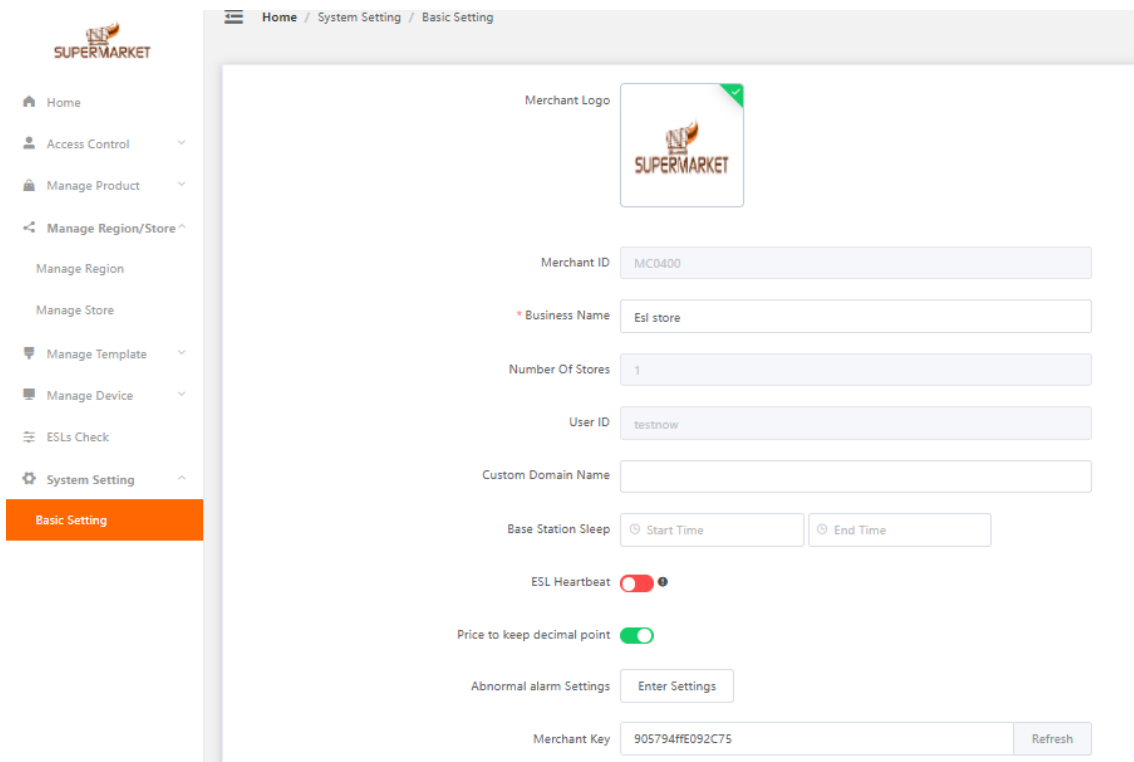 SUPERMARKET
Home / System Setting / Basic Setting
Home
Access Control
Manage Product
Manage Region/Store
Manage Region
Manage Store
Manage Template
Manage Device
ESLs Check
System Setting
Basic Setting
Merchant Logo
SUPERMARKET
Merchant ID MC0400
* Business Name Esl store
Number Of Stores 1
User ID testnow
Custom Domain Name
Base Station Sleep Start Time End Time
ESL Heartbeat
Price to keep decimal point
Abnormal alarm Settings Enter Settings
Merchant Key 905794ffE092C75 Refresh